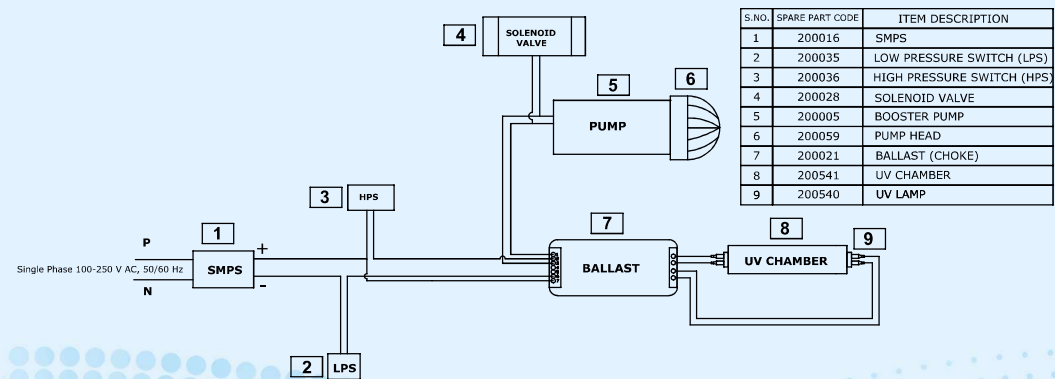 4
SOLENOID
VALVE
5
6
PUMP
S.NO. SPARE PART CODE ITEM DESCRIPTION
1 200016 SMPS
2 200035 LOW PRESSURE SWITCH (LPS)
3 200036 HIGH PRESSURE SWITCH (HPS)
4 200028 SOLENOID VALVE
5 200005 BOOSTER PUMP
6 200059 PUMP HEAD
7 200021 BALLAST (CHOKE)
8 200541 UV CHAMBER
9 200540 UV LAMP
3
HPS
1
P
+
Single Phase 100-250 V AC, 50/60 Hz
SMPS
N
-
7
BALLAST
8
9
UV CHAMBER
2
LPS